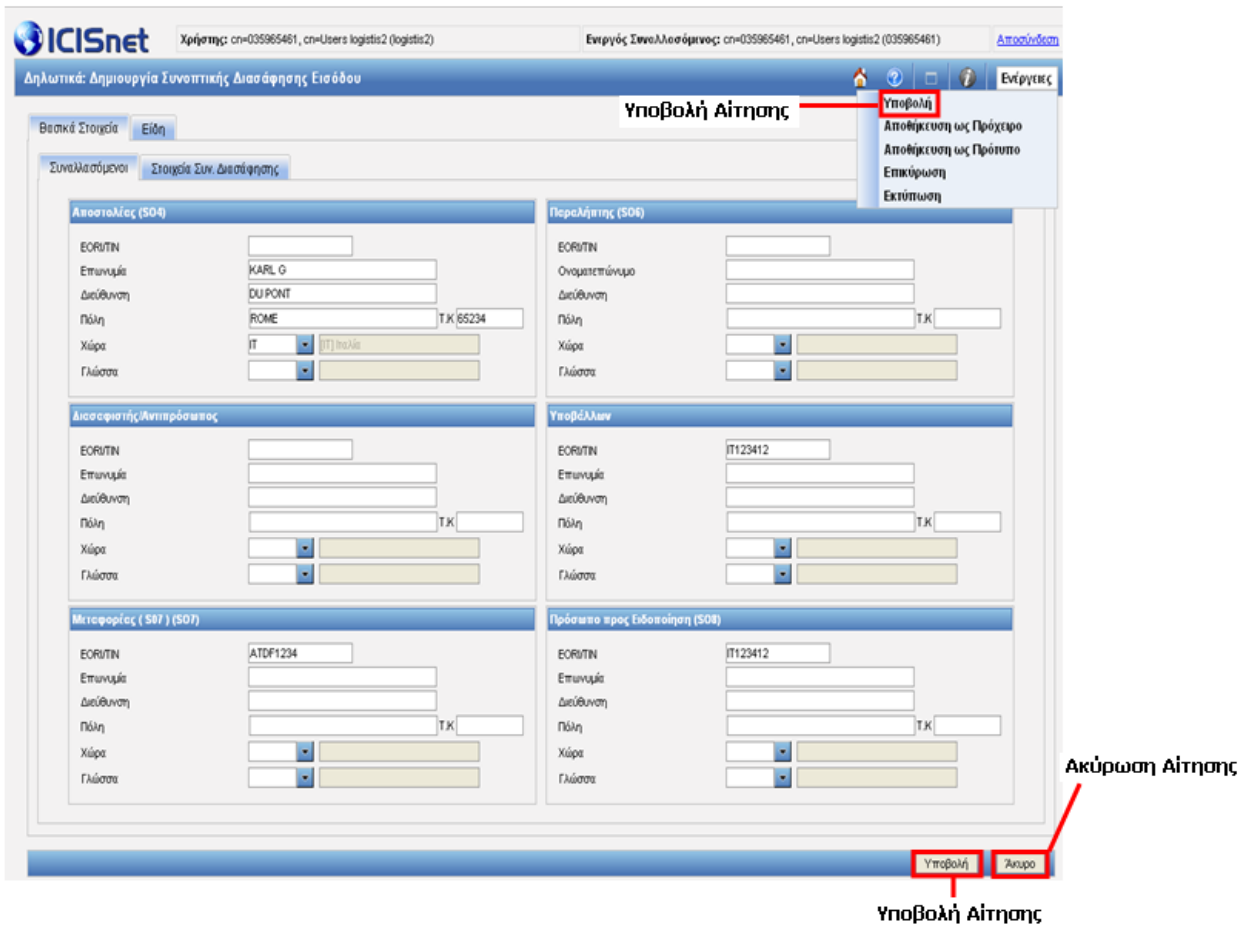 ICISnet Χρήστης: cn=035965461, cn=Users logistis2 (logistis2) Ενεργός Συναλλασόμενος: cn=035965461, cn=Users logistis2 (035965461) Αποσύνδεση
Δηλωτικά: Δημιουργία Συνοπτικής Διασάφησης Εισόδου Ενέργειες
Υποβολή Αίτησης Υποβολή
Αποθήκευση ως Πρόχειρο
Αποθήκευση ως Πρότυπο
Επικύρωση
Εκτύπωση
Βασικά Στοιχεία Είδη
Συναλλασόμενοι Στοιχεία Συν. Διασάφησης
Αποστολέας (SO4) Παραλήπτης (SO6)
EORI/TIN EORI/TIN
Επωνυμία KARL G Ονοματεπώνυμο
Διεύθυνση DU PONT Διεύθυνση
Πόλη ROME Τ.Κ 65234 Πόλη Τ.Κ
Χώρα IT [IT] Ιταλία Χώρα
Γλώσσα Γλώσσα
Διασαφιστής/Αντιπρόσωπος Υποβάλλων
EORI/TIN EORI/TIN IT123412
Επωνυμία Επωνυμία
Διεύθυνση Διεύθυνση
Πόλη Τ.Κ Πόλη Τ.Κ
Χώρα Χώρα
Γλώσσα Γλώσσα
Μεταφορέας ( S07 ) (SO7) Πρόσωπο προς Ειδοποίηση (SO8)
EORI/TIN ATDF1234 EORI/TIN IT123412
Επωνυμία Επωνυμία
Διεύθυνση Διεύθυνση
Πόλη Τ.Κ Πόλη Τ.Κ
Χώρα Χώρα
Γλώσσα Γλώσσα
Ακύρωση Αίτησης
Υποβολή Άκυρο
Υποβολή Αίτησης